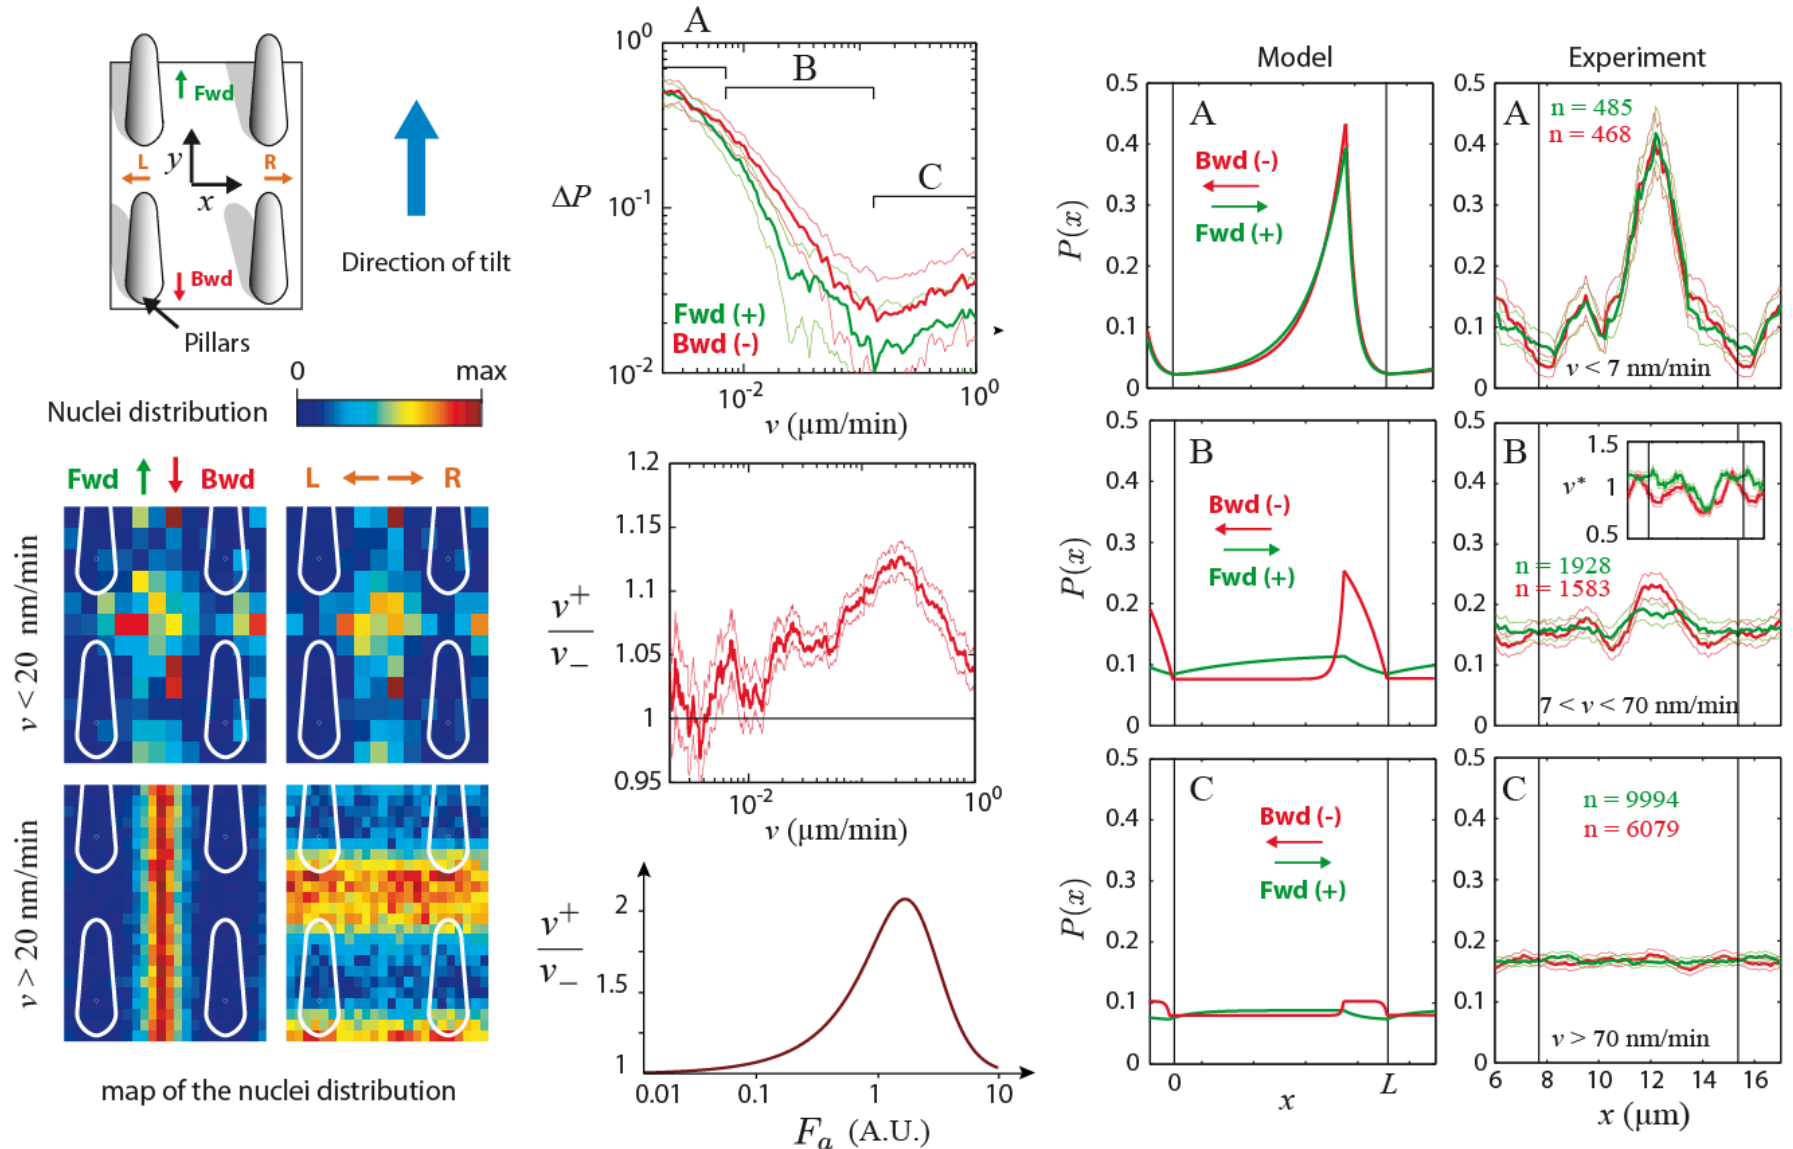 Fwd
L
y
R
x
Bwd
Pillars
Direction of tilt
0 max
Nuclei distribution
Fwd Bwd
L R
v < 20 nm/min
v > 20 nm/min
map of the nuclei distribution
A
B
C
10⁰
10⁻¹
10⁻²
ΔP
Fwd (+)
Bwd (-)
10⁻² 10⁰
v (μm/min)
1.2
1.15
1.1
1.05
1
0.95
v⁺
v₋
10⁻² 10⁰
v (μm/min)
2
1.5
1
v⁺
v₋
0.01 0.1 1 10
Fₐ (A.U.)
Model
0.5
0.4
0.3
0.2
0.1
0
P(x)
A
Bwd (-)
Fwd (+)
Experiment
0.5
0.4
0.3
0.2
0.1
0
A
n = 485
n = 468
v < 7 nm/min
0.5
0.4
0.3
0.2
0.1
0
P(x)
B
Bwd (-)
Fwd (+)
0.5
0.4
0.3
0.2
0.1
0
B
1.5
v* 1
0.5
n = 1928
n = 1583
7 < v < 70 nm/min
0.5
0.4
0.3
0.2
0.1
0
P(x)
C
Bwd (-)
Fwd (+)
0 L
x
0.5
0.4
0.3
0.2
0.1
0
C
n = 9994
n = 6079
v > 70 nm/min
6 8 10 12 14 16
x (μm)